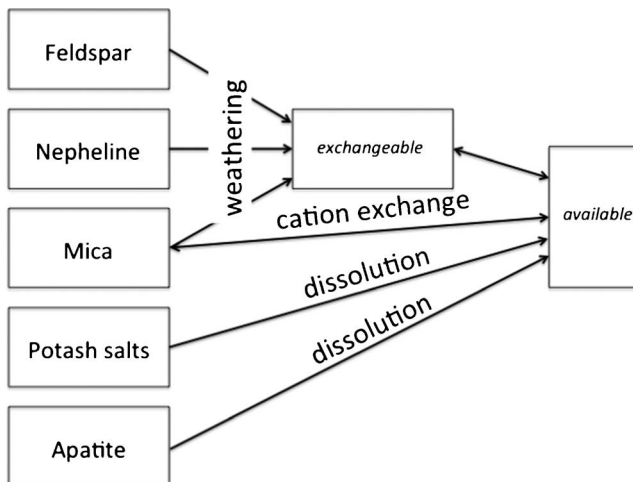 Feldspar
weathering
Nepheline
exchangeable
Mica
cation exchange
available
dissolution
Potash salts
dissolution
Apatite